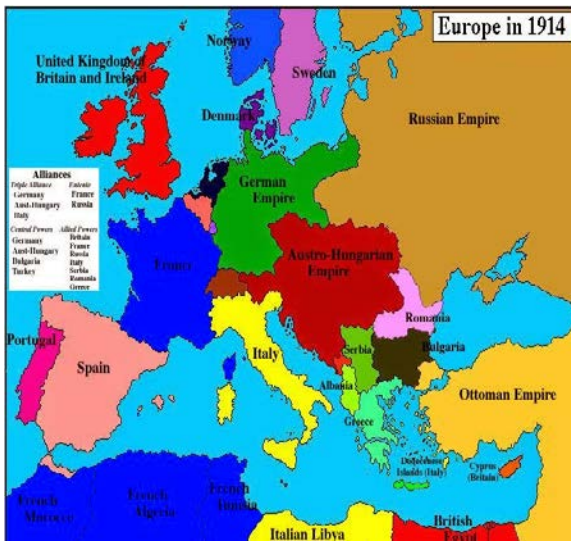 Europe in 1914
Norway
Sweden
United Kingdom of
Britain and Ireland
Denmark
Russian Empire
Alliances
Triple Alliance Entente
Germany France
Aust-Hungary Russia
Italy
Central Powers Allied Powers
Germany Britain
Aust-Hungary France
Bulgaria Russia
Turkey Italy
Serbia
Romania
Greece
German
Empire
Austro-Hungarian
Empire
France
Romania
Portugal
Spain
Italy
Serbia
Bulgaria
Albania
Ottoman Empire
Greece
Dodecanese
Islands (Italy)
Cyprus
(Britain)
French
Morocco
French
Algeria
French
Tunisia
Italian Libya
British
Egypt